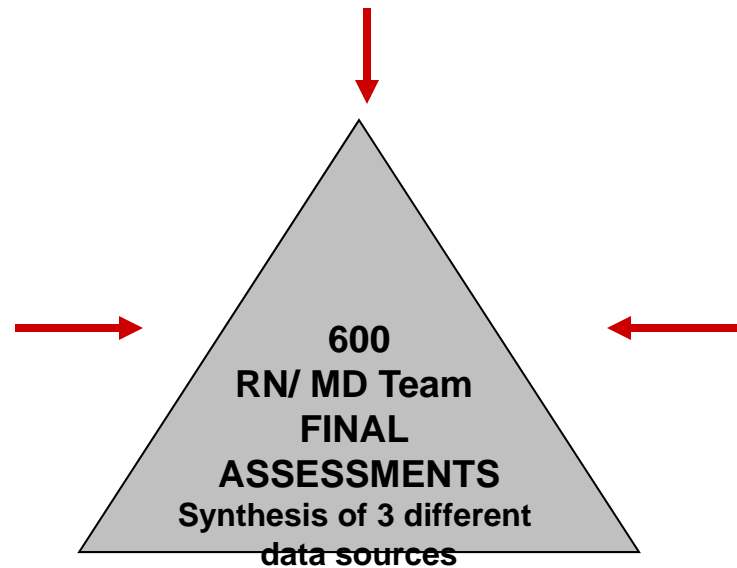 600
RN/ MD Team
FINAL
ASSESSMENTS
Synthesis of 3 different
data sources